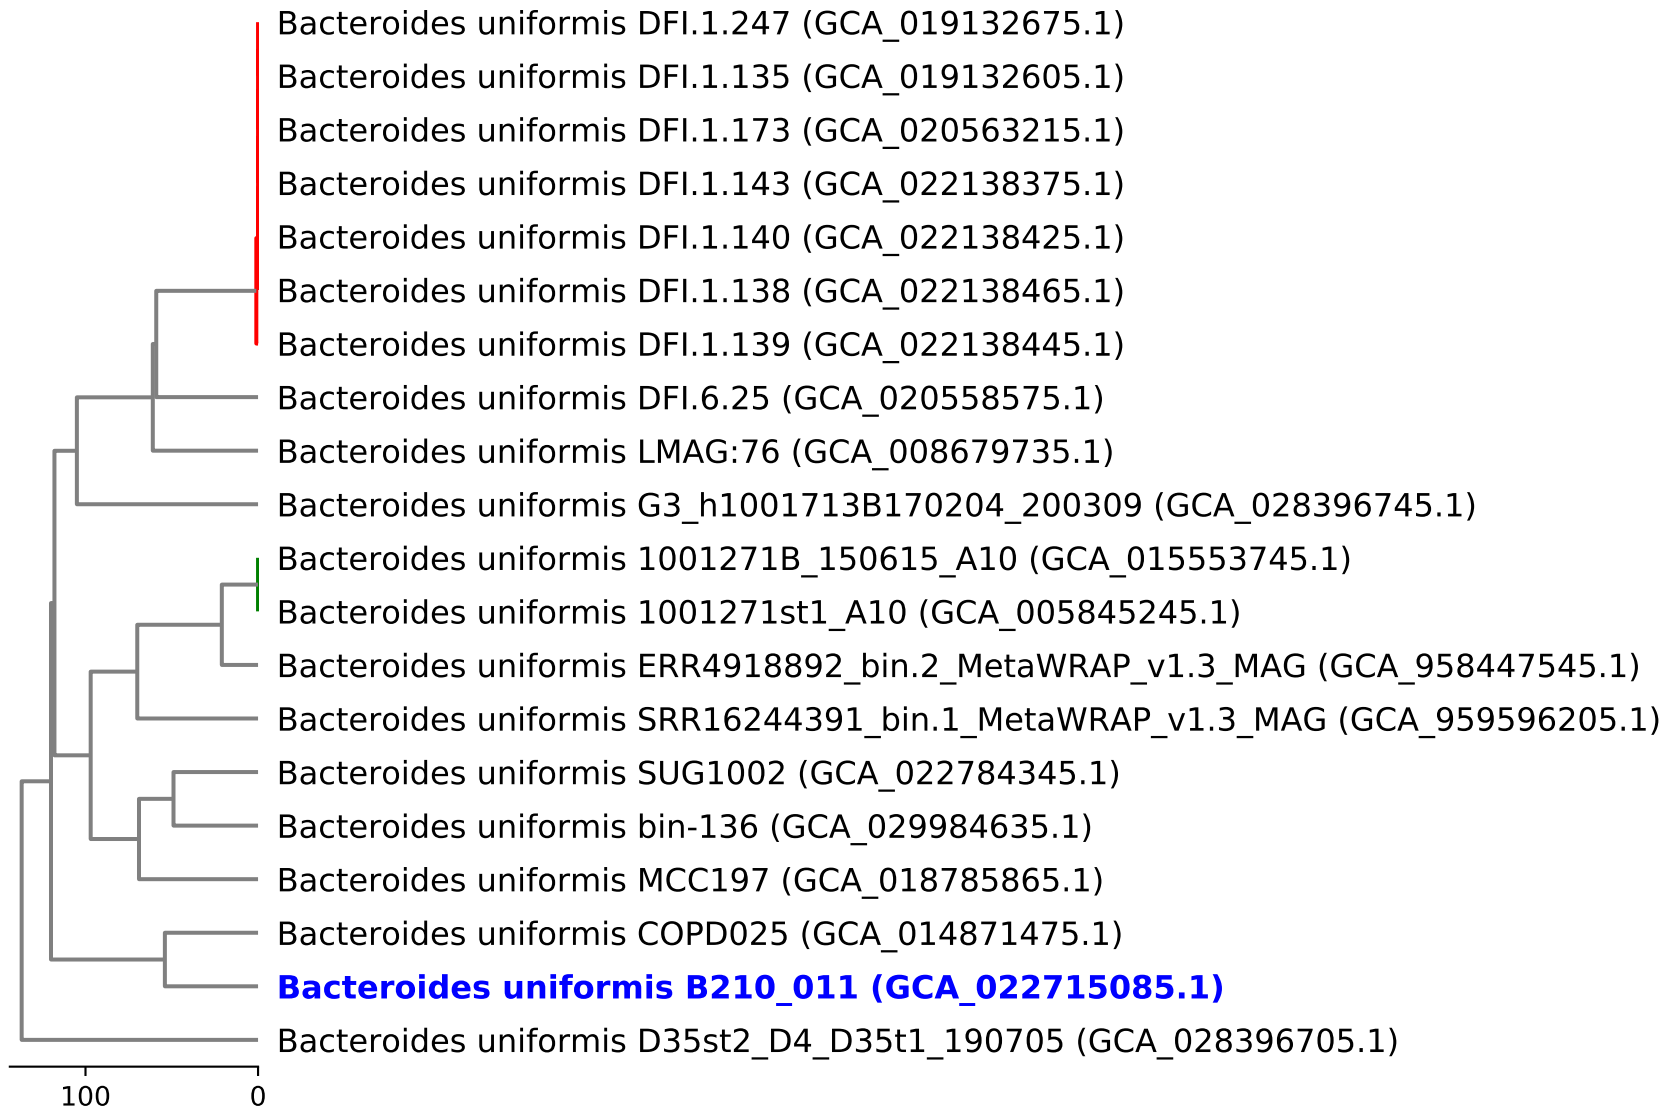 Bacteroides uniformis DFI.1.247 (GCA_019132675.1)
Bacteroides uniformis DFI.1.135 (GCA_019132605.1)
Bacteroides uniformis DFI.1.173 (GCA_020563215.1)
Bacteroides uniformis DFI.1.143 (GCA_022138375.1)
Bacteroides uniformis DFI.1.140 (GCA_022138425.1)
Bacteroides uniformis DFI.1.138 (GCA_022138465.1)
Bacteroides uniformis DFI.1.139 (GCA_022138445.1)
Bacteroides uniformis DFI.6.25 (GCA_020558575.1)
Bacteroides uniformis LMAG:76 (GCA_008679735.1)
Bacteroides uniformis G3_h1001713B170204_200309 (GCA_028396745.1)
Bacteroides uniformis 1001271B_150615_A10 (GCA_015553745.1)
Bacteroides uniformis 1001271st1_A10 (GCA_005845245.1)
Bacteroides uniformis ERR4918892_bin.2_MetaWRAP_v1.3_MAG (GCA_958447545.1)
Bacteroides uniformis SRR16244391_bin.1_MetaWRAP_v1.3_MAG (GCA_959596205.1)
Bacteroides uniformis SUG1002 (GCA_022784345.1)
Bacteroides uniformis bin-136 (GCA_029984635.1)
Bacteroides uniformis MCC197 (GCA_018785865.1)
Bacteroides uniformis COPD025 (GCA_014871475.1)
Bacteroides uniformis B210_011 (GCA_022715085.1)
Bacteroides uniformis D35st2_D4_D35t1_190705 (GCA_028396705.1)
100 0